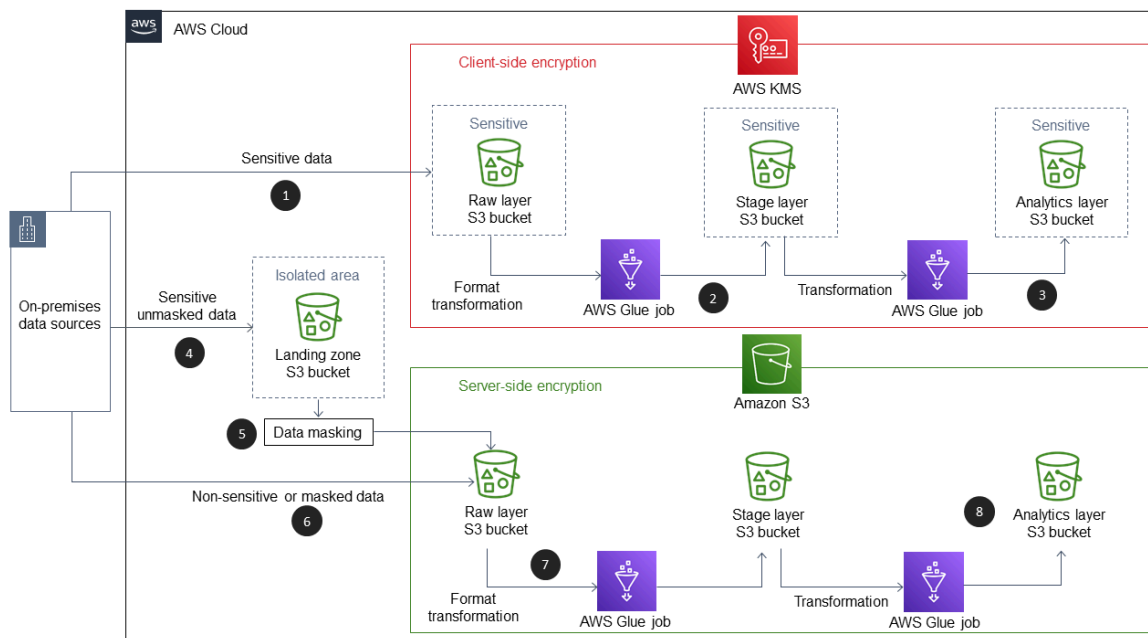 aws
AWS Cloud
Client-side encryption
AWS KMS
Sensitive
Raw layer
S3 bucket
Sensitive
Stage layer
S3 bucket
Sensitive
Analytics layer
S3 bucket
Sensitive data
1
Format
transformation
AWS Glue job
2
Transformation
AWS Glue job
3
On-premises
data sources
Sensitive
unmasked data
4
Isolated area
Landing zone
S3 bucket
5
Data masking
Server-side encryption
Amazon S3
Non-sensitive or masked data
6
Raw layer
S3 bucket
Stage layer
S3 bucket
8
Analytics layer
S3 bucket
7
Format
transformation
AWS Glue job
Transformation
AWS Glue job